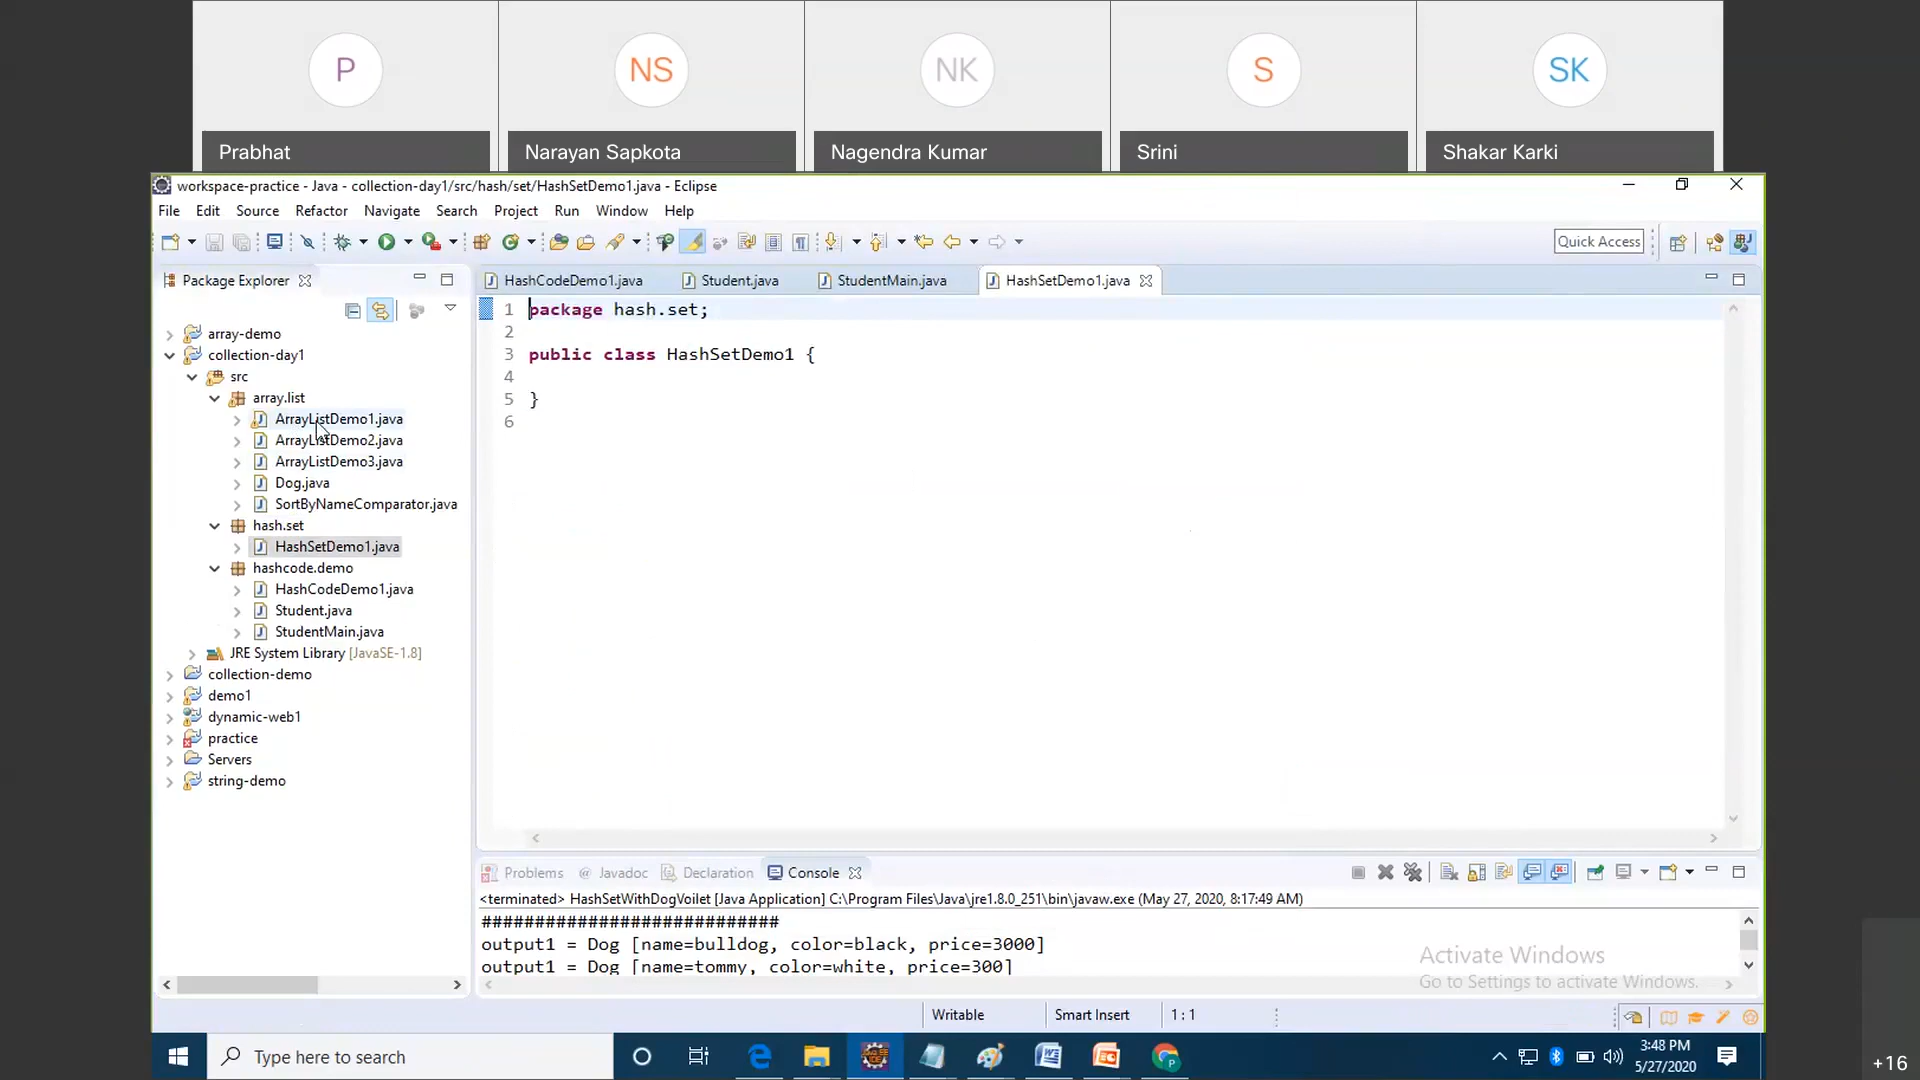 P
NS
NK
S
SK
Prabhat
Narayan Sapkota
Nagendra Kumar
Srini
Shakar Karki
workspace-practice - Java - collection-day1/src/hash/set/HashSetDemo1.java - Eclipse
File Edit Source Refactor Navigate Search Project Run Window Help
Quick Access
Package Explorer
HashCodeDemo1.java
Student.java
StudentMain.java
HashSetDemo1.java
array-demo
collection-day1
src
array.list
ArrayListDemo1.java
ArrayListDemo2.java
ArrayListDemo3.java
Dog.java
SortByNameComparator.java
hash.set
HashSetDemo1.java
hashcode.demo
HashCodeDemo1.java
Student.java
StudentMain.java
JRE System Library [JavaSE-1.8]
collection-demo
demo1
dynamic-web1
practice
Servers
string-demo
1 package hash.set;
2
3 public class HashSetDemo1 {
4
5 }
6
Problems @ Javadoc Declaration Console
<terminated> HashSetWithDogVoilet [Java Application] C:\Program Files\Java\jre1.8.0_251\bin\javaw.exe (May 27, 2020, 8:17:49 AM)
###########################
output1 = Dog [name=bulldog, color=black, price=3000]
output1 = Dog [name=tommy, color=white, price=300]
Activate Windows
Go to Settings to activate Windows.
Writable
Smart Insert
1 : 1
Type here to search
3:48 PM
5/27/2020
+16